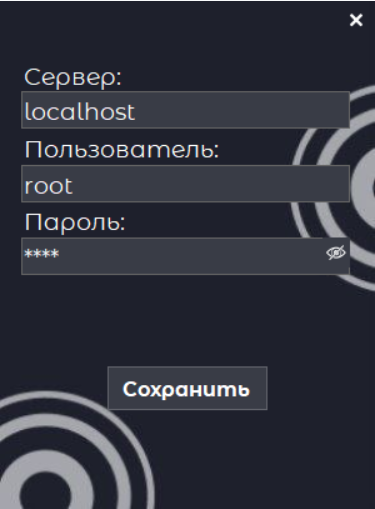 Сервер:
localhost
Пользователь:
root
Пароль:
****
Сохранить